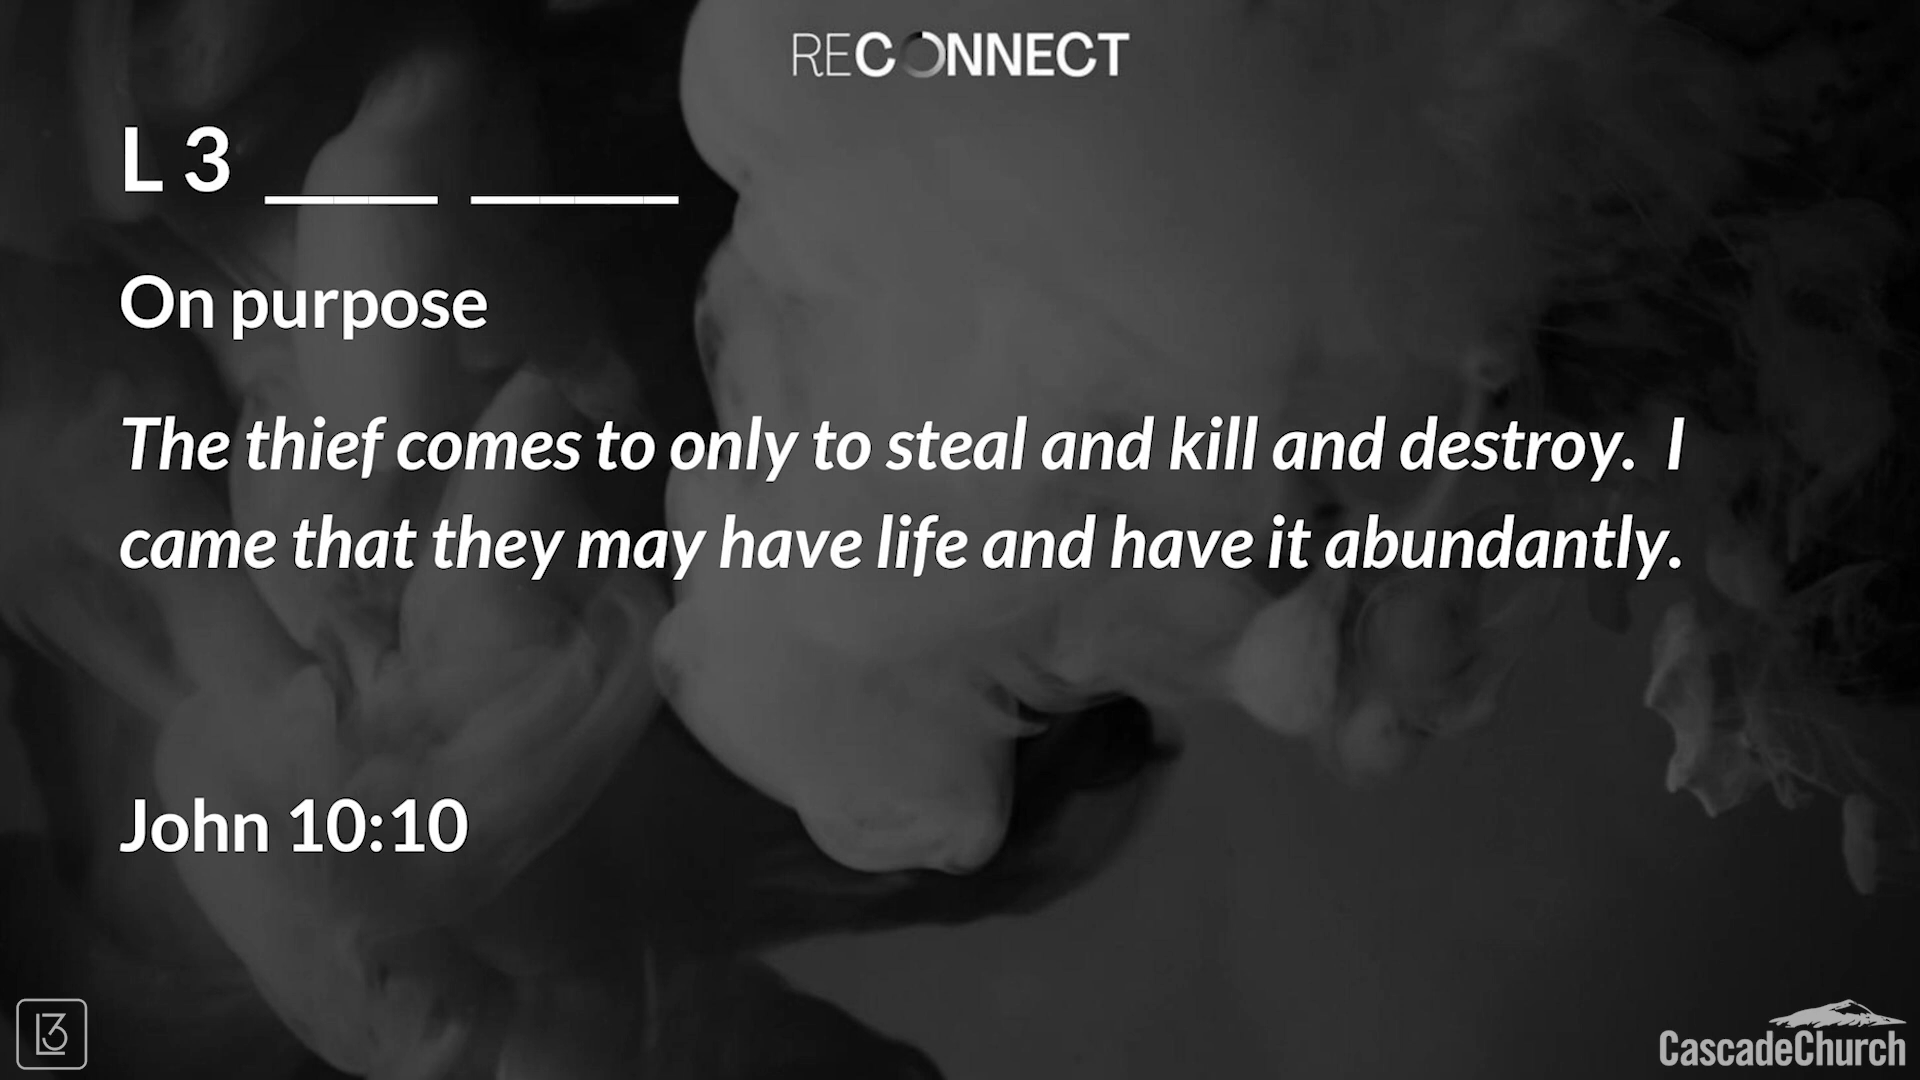 RECONNECT
L 3 _____ ______
On purpose
The thief comes to only to steal and kill and destroy.  I
came that they may have life and have it abundantly.
John 10:10
L3
CascadeChurch